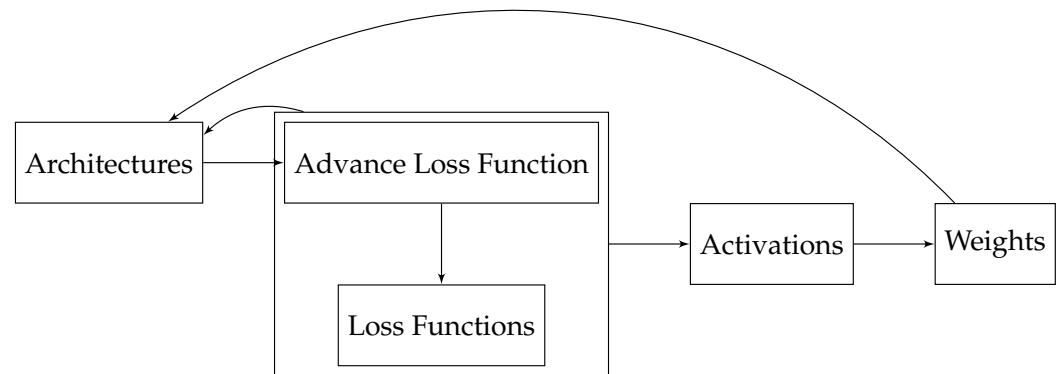 Architectures
Advance Loss Function
Loss Functions
Activations
Weights